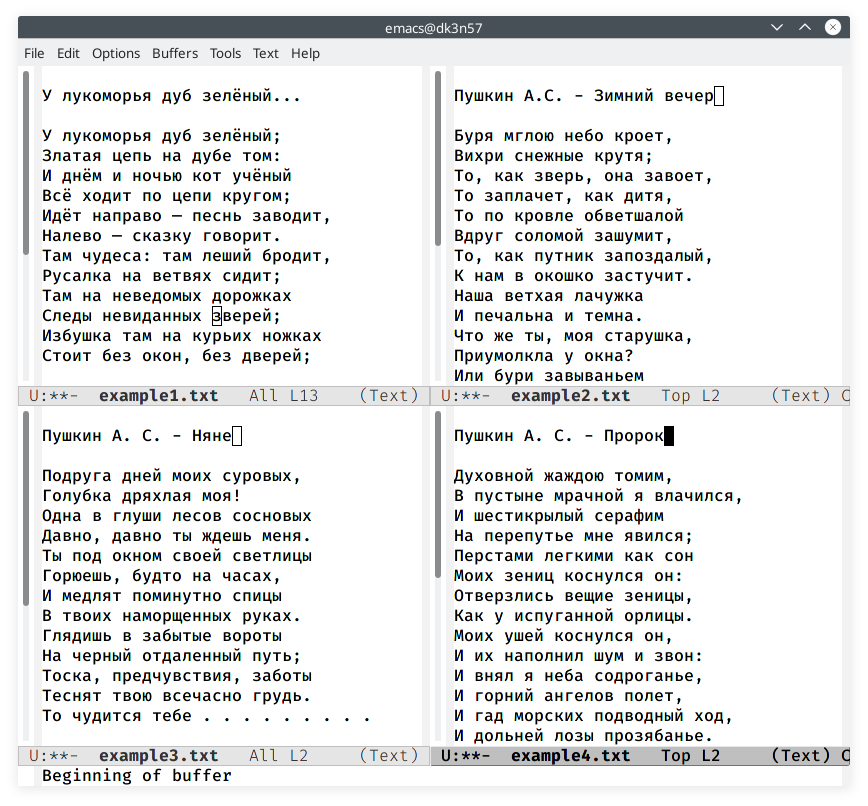 emacs@dk3n57
File Edit Options Buffers Tools Text Help
У лукоморья дуб зелёный...
У лукоморья дуб зелёный;
Златая цепь на дубе том:
И днём и ночью кот учёный
Всё ходит по цепи кругом;
Идёт направо — песнь заводит,
Налево — сказку говорит.
Там чудеса: там леший бродит,
Русалка на ветвях сидит;
Там на неведомых дорожках
Следы невиданных зверей;
Избушка там на курьих ножках
Стоит без окон, без дверей;
U:**-  example1.txt   All L13    (Text)
Пушкин А.С. - Зимний вечер
Буря мглою небо кроет,
Вихри снежные крутя;
То, как зверь, она завоет,
То заплачет, как дитя,
То по кровле обветшалой
Вдруг соломой зашумит,
То, как путник запоздалый,
К нам в окошко застучит.
Наша ветхая лачужка
И печальна и темна.
Что же ты, моя старушка,
Приумолкла у окна?
Или бури завываньем
U:**-  example2.txt   Top L2     (Text) C
Пушкин А. С. - Няне
Подруга дней моих суровых,
Голубка дряхлая моя!
Одна в глуши лесов сосновых
Давно, давно ты ждешь меня.
Ты под окном своей светлицы
Горюешь, будто на часах,
И медлят поминутно спицы
В твоих наморщенных руках.
Глядишь в забытые вороты
На черный отдаленный путь;
Тоска, предчувствия, заботы
Теснят твою всечасно грудь.
То чудится тебе . . . . . . . . .
U:**-  example3.txt   All L2     (Text)
Пушкин А. С. - Пророк
Духовной жаждою томим,
В пустыне мрачной я влачился,
И шестикрылый серафим
На перепутье мне явился;
Перстами легкими как сон
Моих зениц коснулся он:
Отверзлись вещие зеницы,
Как у испуганной орлицы.
Моих ушей коснулся он,
И их наполнил шум и звон:
И внял я неба содроганье,
И горний ангелов полет,
И гад морских подводный ход,
И дольней лозы прозябанье.
U:**-  example4.txt   Top L2     (Text) C
Beginning of buffer